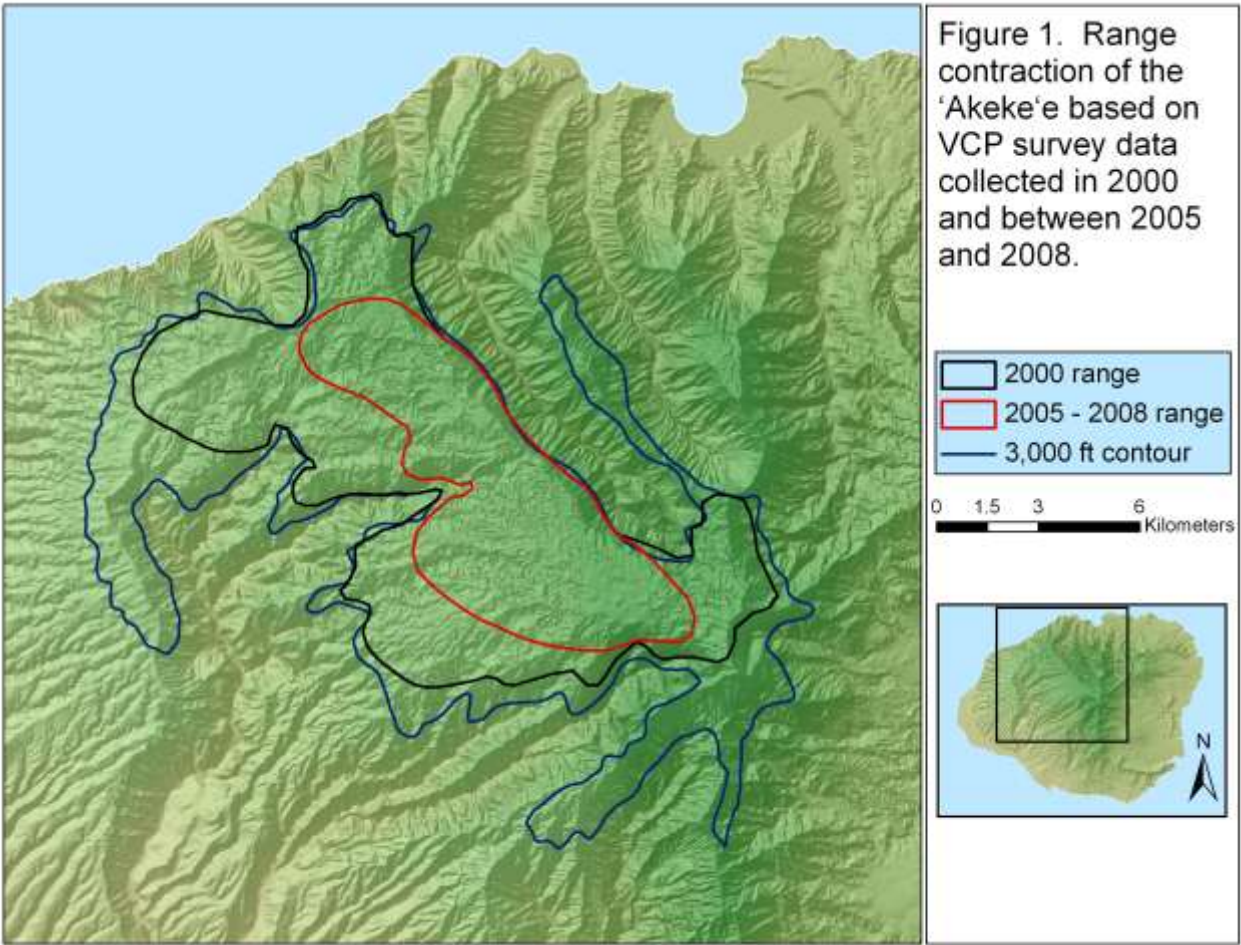 Figure 1. Range
contraction of the
‘Akeke‘e based on
VCP survey data
collected in 2000
and between 2005
and 2008.
2000 range
2005 - 2008 range
3,000 ft contour
0 1.5 3 6
Kilometers
N